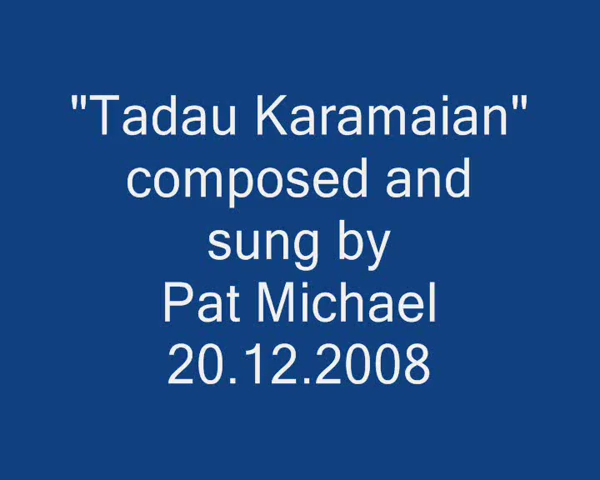 "Tadau Karamaian"
composed and
sung by
Pat Michael
20.12.2008